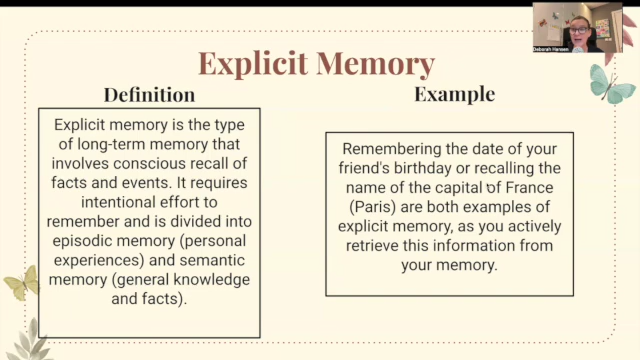 Deborah Hansen
Explicit Memory
Definition
Explicit memory is the type
of long-term memory that
involves conscious recall of
facts and events. It requires
intentional effort to
remember and is divided into
episodic memory (personal
experiences) and semantic
memory (general knowledge
and facts).
Example
Remembering the date of your
friend's birthday or recalling the
name of the capital of France
(Paris) are both examples of
explicit memory, as you actively
retrieve this information from
your memory.